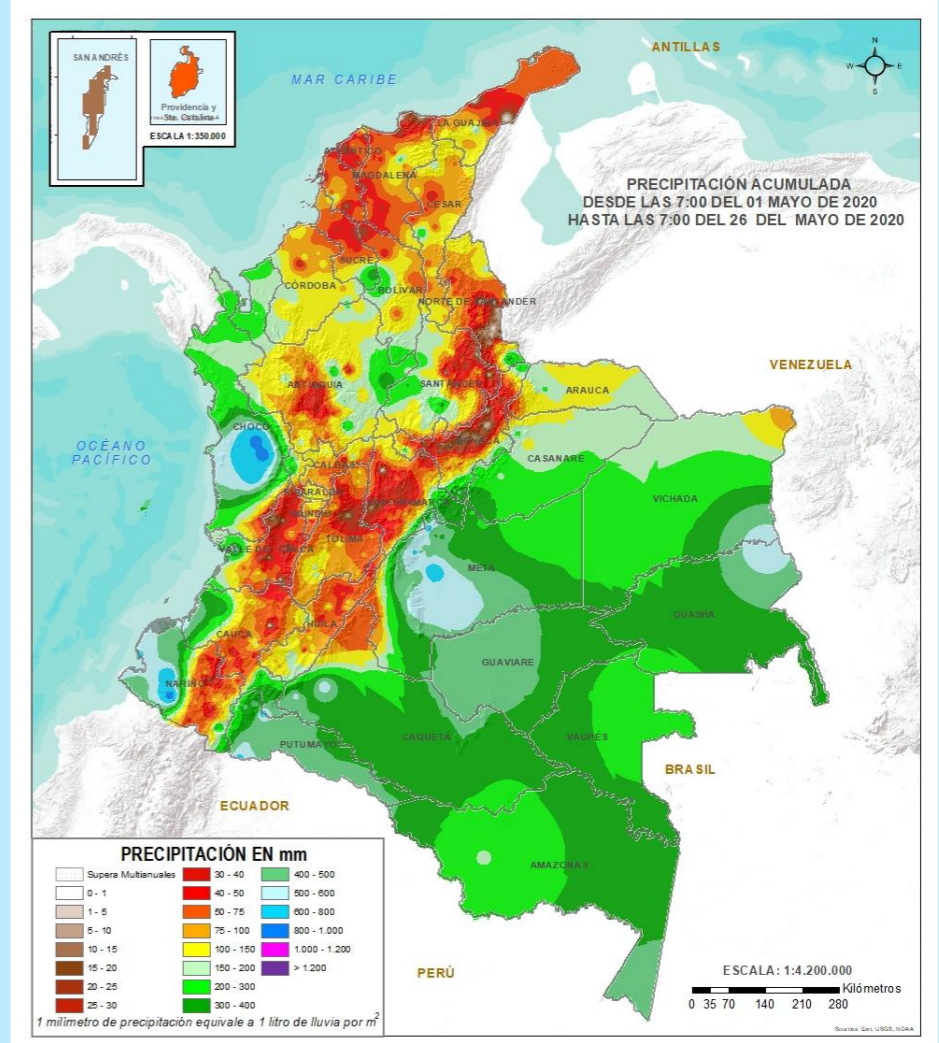 SAN ANDRÉS
Providencia y
Sta. Catalina
ESCALA 1:350.000
ANTILLAS
N
W
E
S
MAR CARIBE
LA GUAJIRA
ATLÁNTICO
MAGDALENA
CESAR
PRECIPITACIÓN ACUMULADA
DESDE LAS 7:00 DEL 01 MAYO DE 2020
HASTA LAS 7:00 DEL 26 DEL MAYO DE 2020
SUCRE
CÓRDOBA
BOLÍVAR
NORTE DE SANTANDER
VENEZUELA
ANTIOQUIA
SANTANDER
ARAUCA
CHOCÓ
OCÉANO
PACÍFICO
CASANARE
CALDAS
VICHADA
TOLIMA
VALLE DEL CAUCA
META
GUAINÍA
HUILA
CAUCA
GUAVIARE
NARIÑO
PUTUMAYO
CAQUETA
VAUPÉS
BRASIL
ECUADOR
AMAZONAS
PERÚ
PRECIPITACIÓN EN mm
Supera Multianuales
0 - 1
1 - 5
5 - 10
10 - 15
15 - 20
20 - 25
25 - 30
30 - 40
40 - 50
50 - 75
75 - 100
100 - 150
150 - 200
200 - 300
300 - 400
400 - 500
500 - 600
600 - 800
800 - 1.000
1.000 - 1.200
> 1.200
1 milímetro de precipitación equivale a 1 litro de lluvia por m2
ESCALA: 1:4.200.000
Kilómetros
0 35 70 140 210 280
Sources: Esri, USGS, NOAA